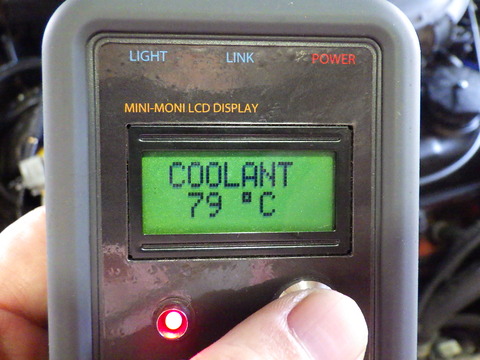 LIGHT LINK POWER
MINI-MONI LCD DISPLAY
COOLANT
79 °C